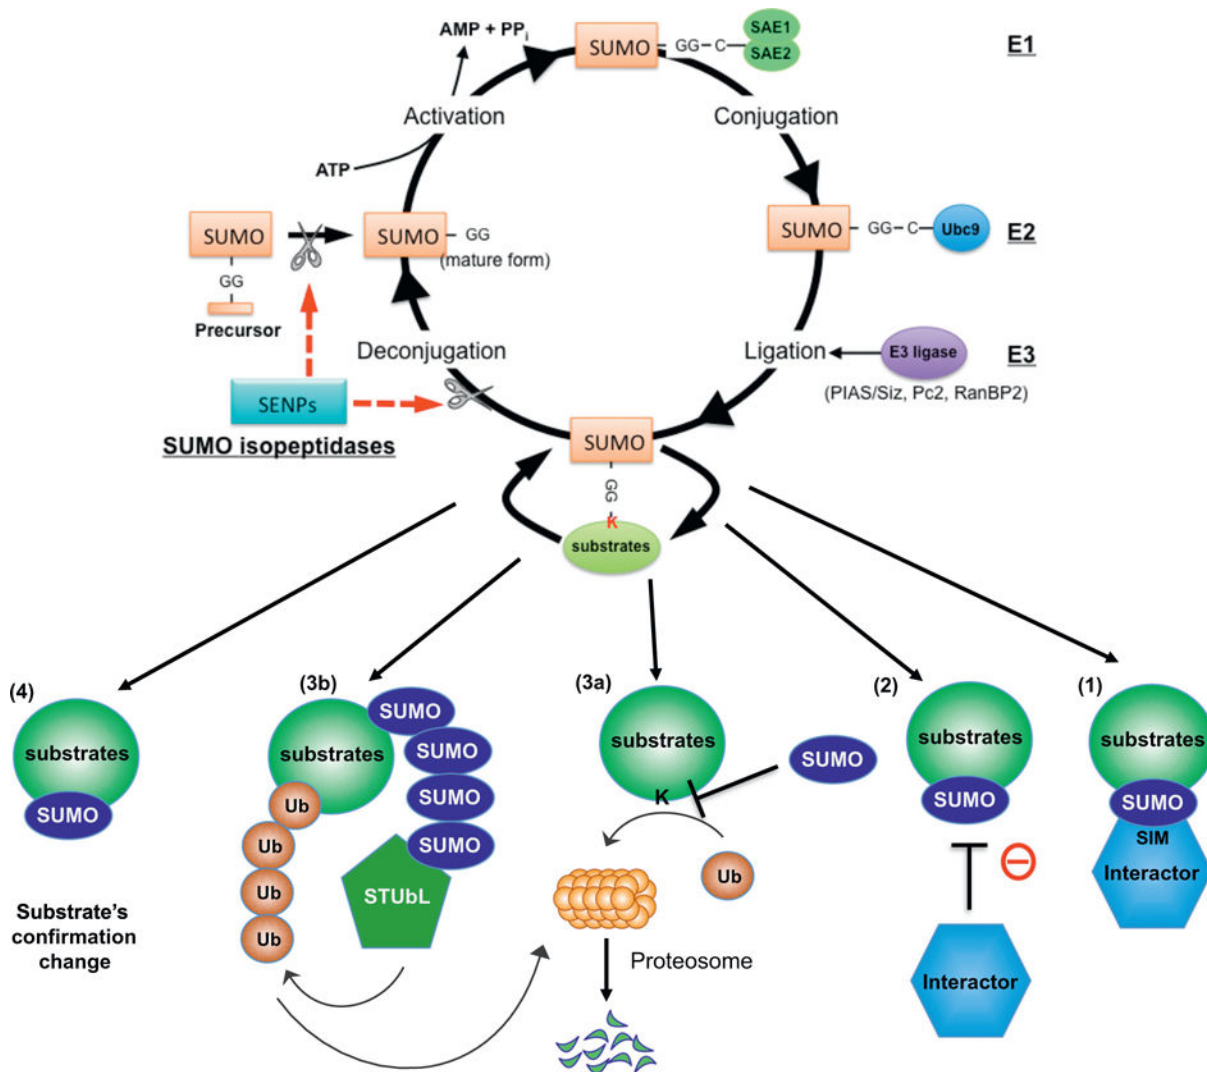 AMP + PPi
SUMO
GG
C
SAE1
SAE2
E1
Activation
Conjugation
ATP
SUMO
GG
Precursor
SUMO
GG
(mature form)
SUMO
GG
C
Ubc9
E2
Deconjugation
Ligation
E3 ligase
E3
(PIAS/Siz, Pc2, RanBP2)
SENPs
SUMO isopeptidases
SUMO
GG
K
substrates
(4)
substrates
SUMO
Substrate's
confirmation
change
(3b)
substrates
SUMO
SUMO
SUMO
SUMO
STUbL
Ub
Ub
Ub
Ub
(3a)
substrates
K
SUMO
Ub
Proteosome
(2)
substrates
SUMO
Interactor
(1)
substrates
SUMO
SIM
Interactor